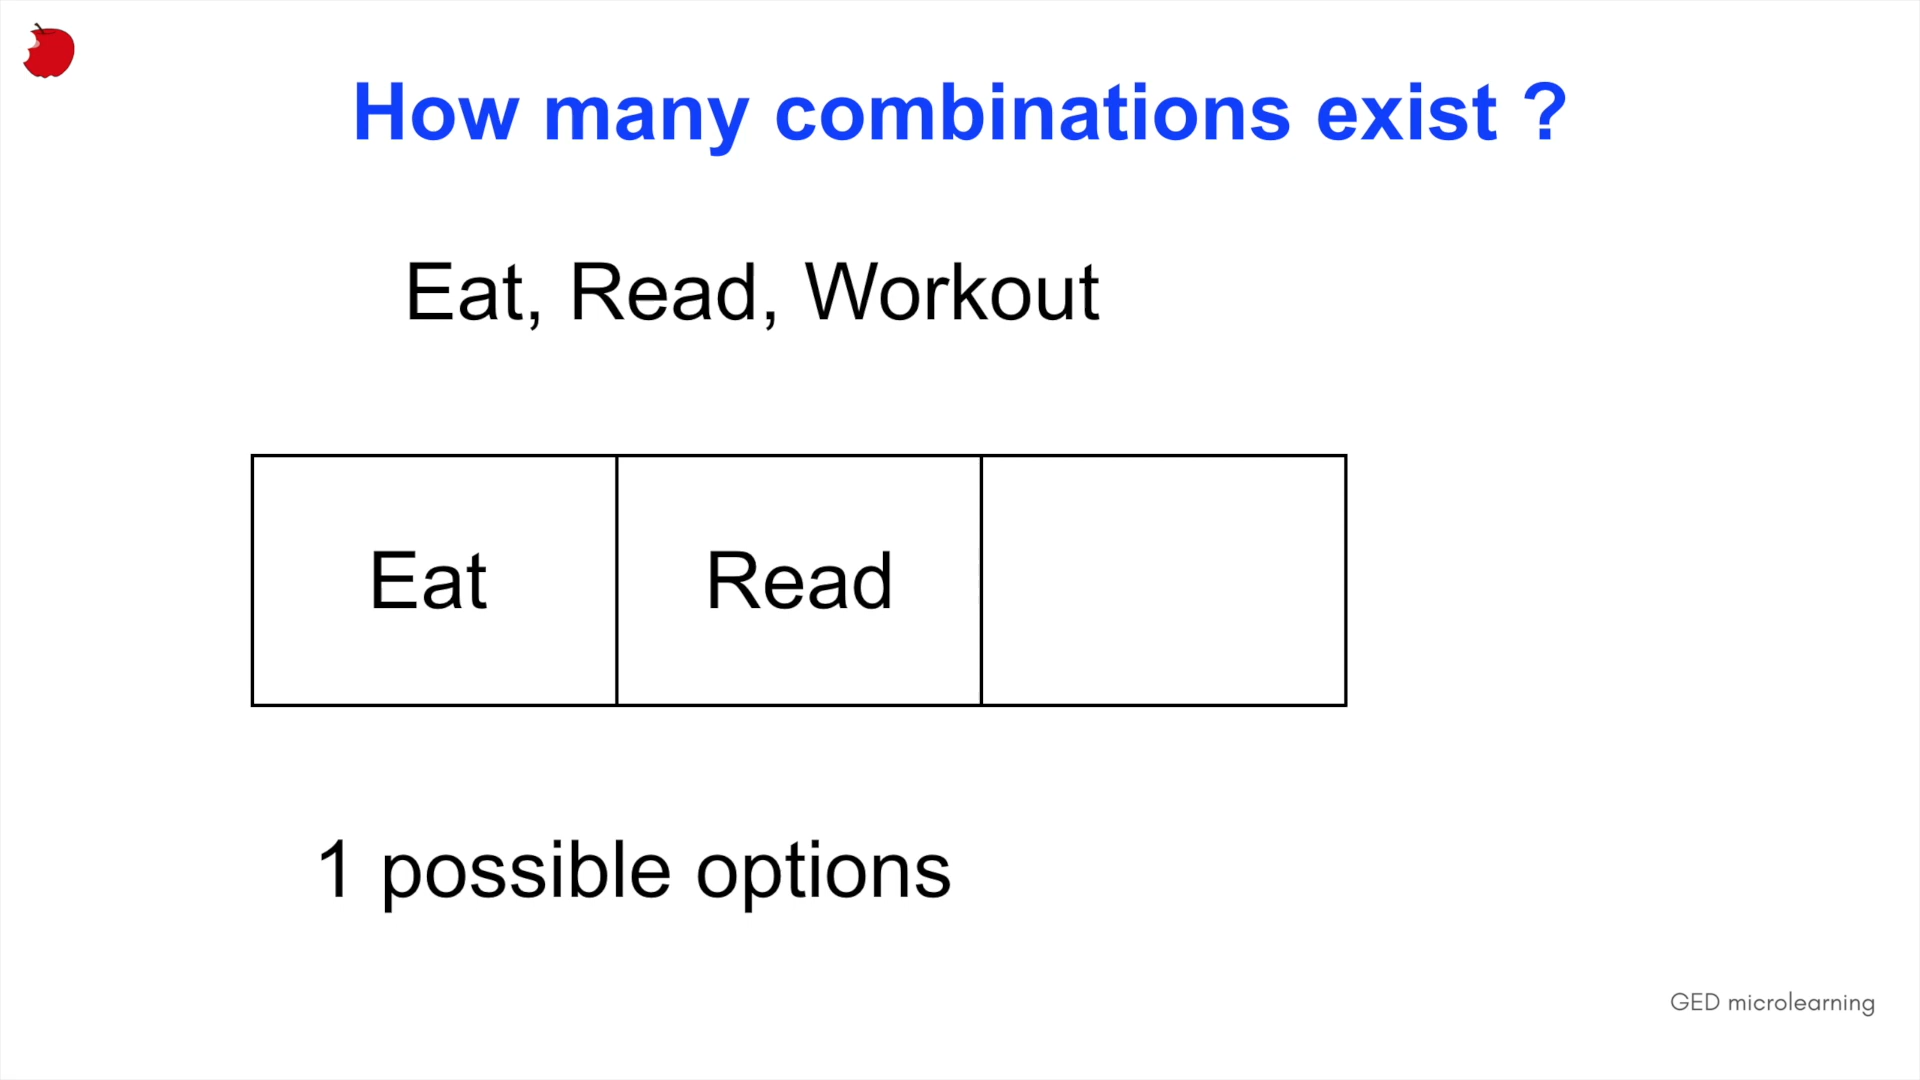 How many combinations exist ?
Eat, Read, Workout
Eat
Read
1 possible options
GED microlearning